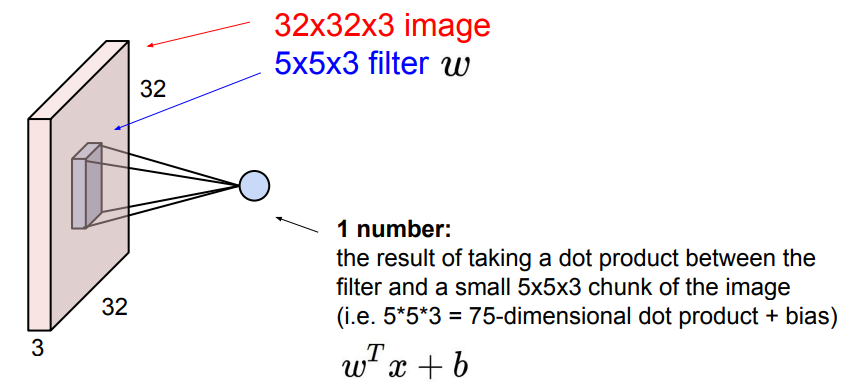 32x32x3 image
5x5x3 filter w
32
32
3
1 number:
the result of taking a dot product between the
filter and a small 5x5x3 chunk of the image
(i.e. 5*5*3 = 75-dimensional dot product + bias)
w^T x + b